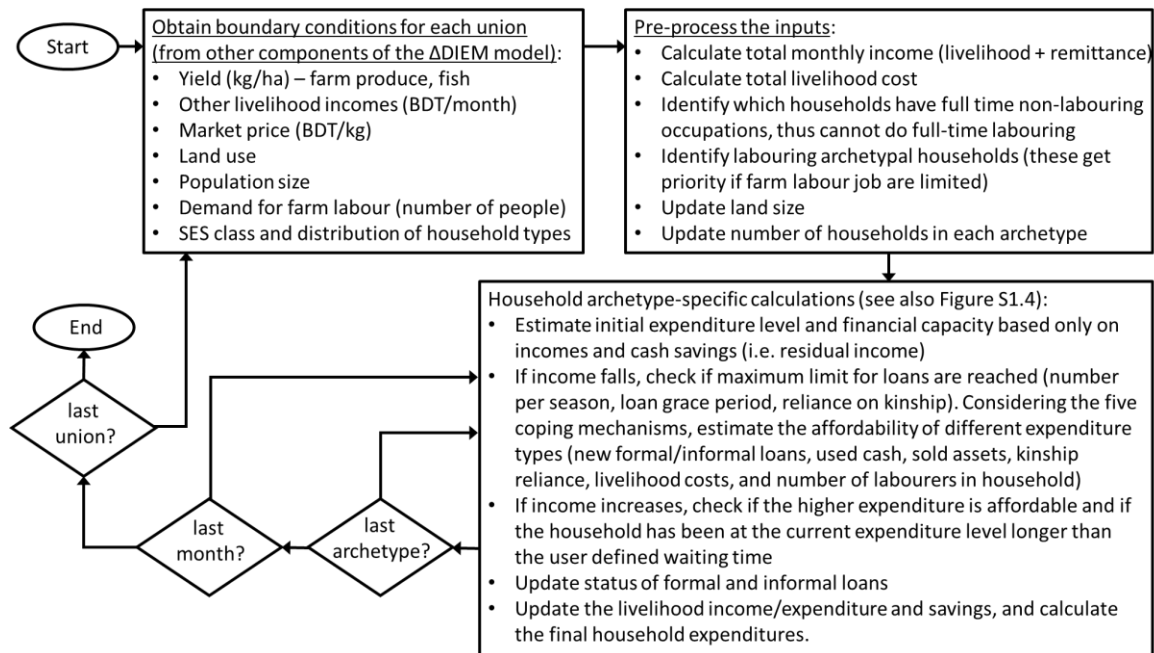 Start
Obtain boundary conditions for each union
(from other components of the ΔDIEM model):
• Yield (kg/ha) – farm produce, fish
• Other livelihood incomes (BDT/month)
• Market price (BDT/kg)
• Land use
• Population size
• Demand for farm labour (number of people)
• SES class and distribution of household types
Pre-process the inputs:
• Calculate total monthly income (livelihood + remittance)
• Calculate total livelihood cost
• Identify which households have full time non-labouring
occupations, thus cannot do full-time labouring
• Identify labouring archetypal households (these get
priority if farm labour job are limited)
• Update land size
• Update number of households in each archetype
Household archetype-specific calculations (see also Figure S1.4):
• Estimate initial expenditure level and financial capacity based only on
incomes and cash savings (i.e. residual income)
• If income falls, check if maximum limit for loans are reached (number
per season, loan grace period, reliance on kinship). Considering the five
coping mechanisms, estimate the affordability of different expenditure
types (new formal/informal loans, used cash, sold assets, kinship
reliance, livelihood costs, and number of labourers in household)
• If income increases, check if the higher expenditure is affordable and if
the household has been at the current expenditure level longer than
the user defined waiting time
• Update status of formal and informal loans
• Update the livelihood income/expenditure and savings, and calculate
the final household expenditures.
last
archetype?
last
month?
last
union?
End